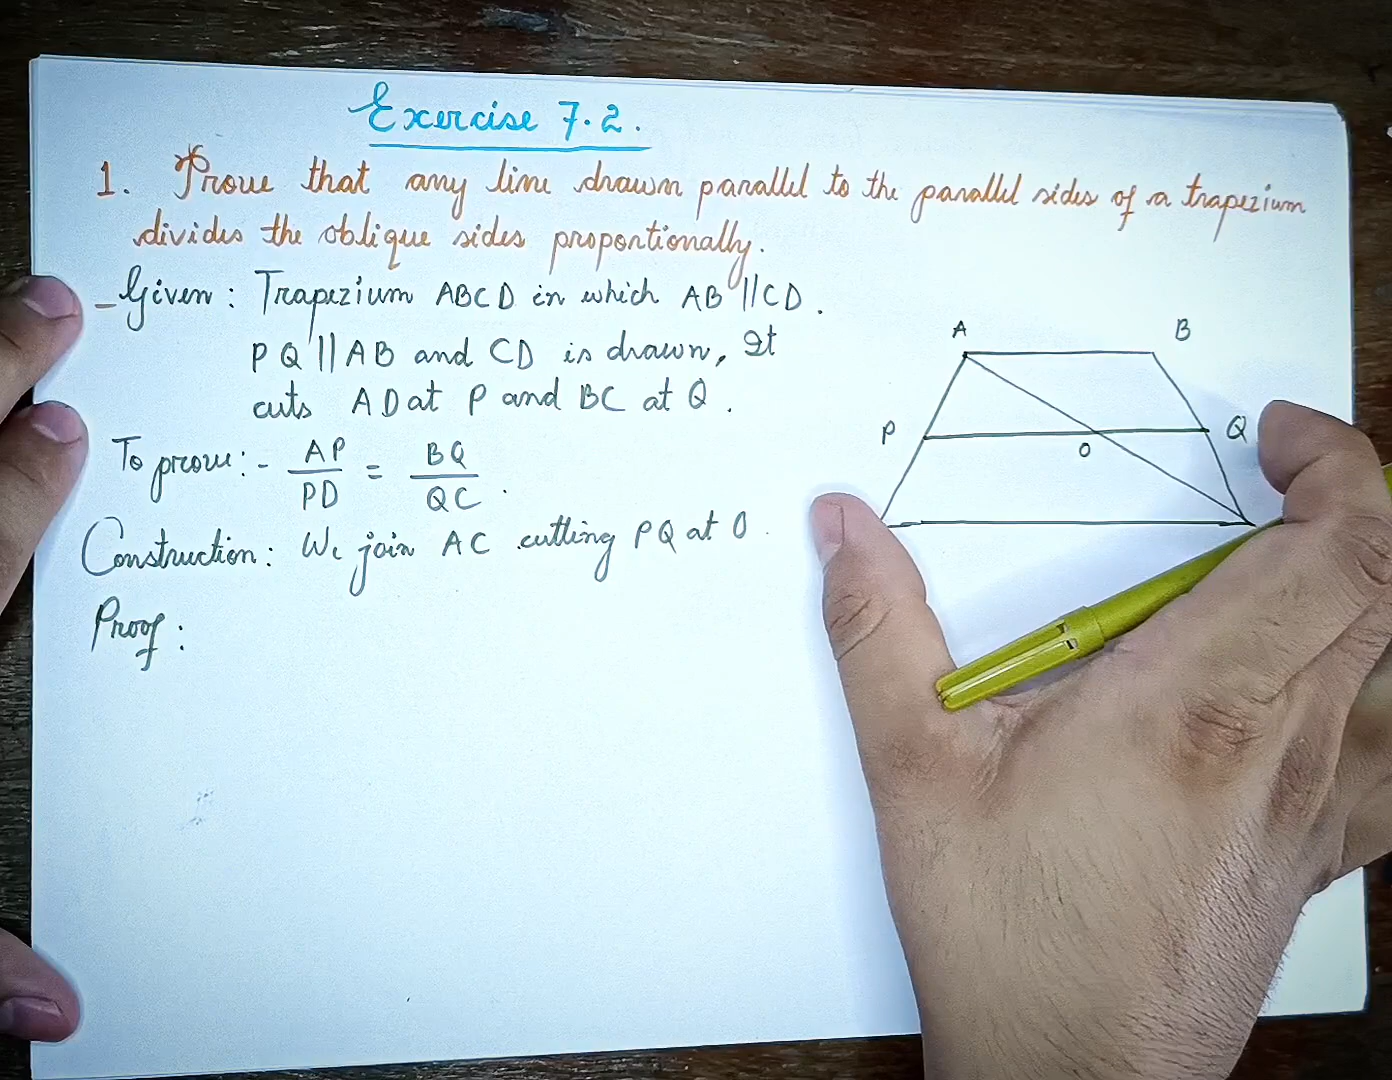 Exercise 7.2.
1. Prove that any line drawn parallel to the parallel sides of a trapezium
divides the oblique sides proportionally.
Given : Trapezium ABCD in which AB || CD .
PQ || AB and CD is drawn, It
cuts AD at P and BC at Q .
To prove :- AP/PD = BQ/QC .
Construction : We join AC cutting PQ at O .
Proof :
A B
P O Q